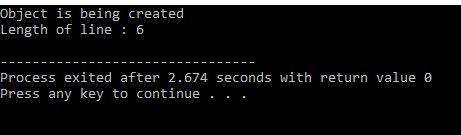 Object is being created
Length of line : 6
--------------------------------
Process exited after 2.674 seconds with return value 0
Press any key to continue . . .